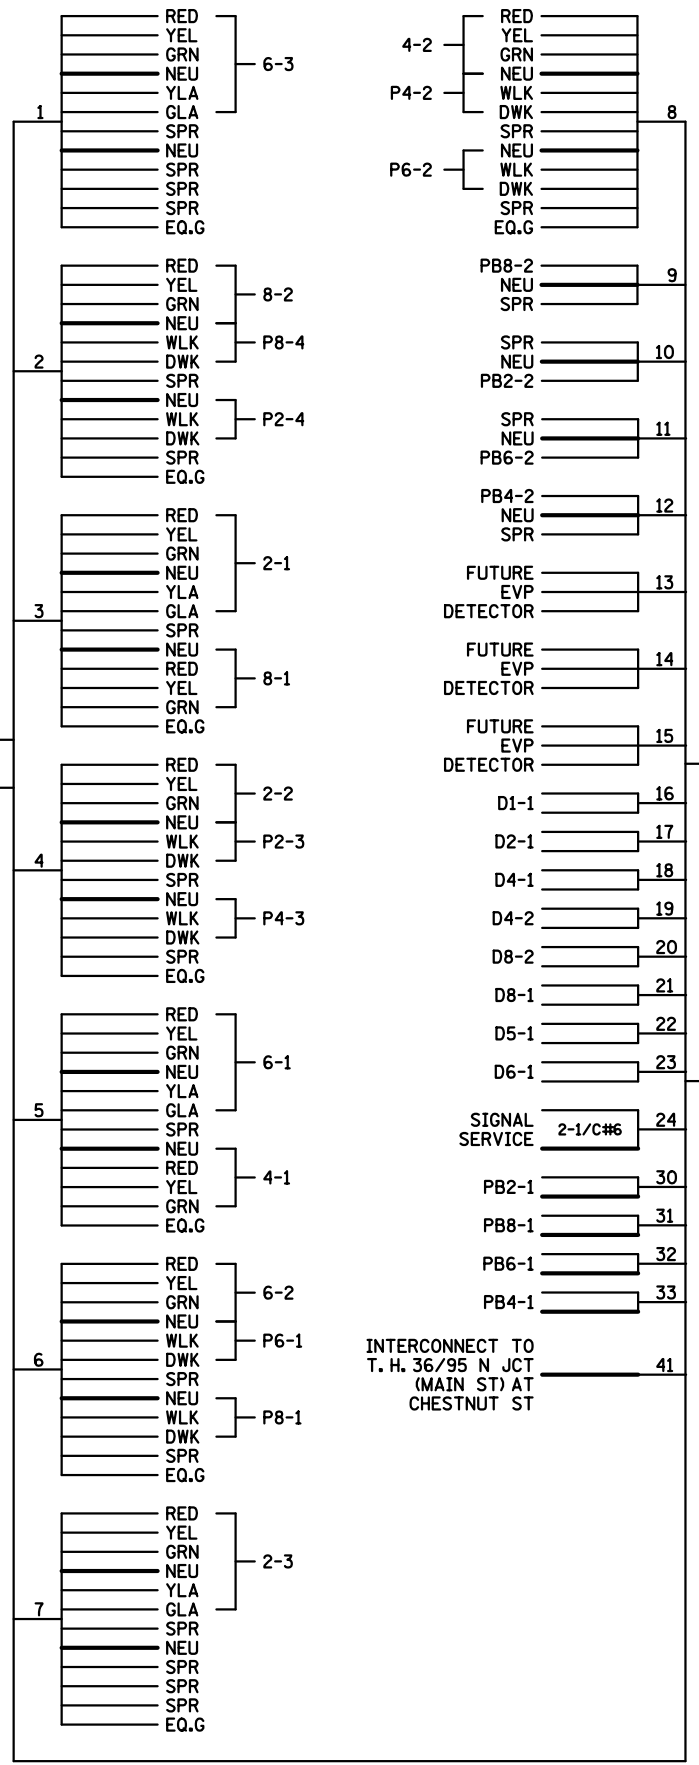 1
RED
YEL
GRN
NEU
YLA
GLA
SPR
NEU
SPR
SPR
SPR
EQ.G
6-3
2
RED
YEL
GRN
NEU
WLK
DWK
SPR
NEU
WLK
DWK
SPR
EQ.G
8-2
P8-4
P2-4
3
RED
YEL
GRN
NEU
YLA
GLA
SPR
NEU
RED
YEL
GRN
EQ.G
2-1
8-1
4
RED
YEL
GRN
NEU
WLK
DWK
SPR
NEU
WLK
DWK
SPR
EQ.G
2-2
P2-3
P4-3
5
RED
YEL
GRN
NEU
YLA
GLA
SPR
NEU
RED
YEL
GRN
EQ.G
6-1
4-1
6
RED
YEL
GRN
NEU
WLK
DWK
SPR
NEU
WLK
DWK
SPR
EQ.G
6-2
P6-1
P8-1
7
RED
YEL
GRN
NEU
YLA
GLA
SPR
NEU
SPR
SPR
SPR
EQ.G
2-3
4-2
P4-2
P6-2
RED
YEL
GRN
NEU
WLK
DWK
SPR
NEU
WLK
DWK
SPR
EQ.G
8
PB8-2
NEU
SPR
9
SPR
NEU
PB2-2
10
SPR
NEU
PB6-2
11
PB4-2
NEU
SPR
12
FUTURE
EVP
DETECTOR
13
FUTURE
EVP
DETECTOR
14
FUTURE
EVP
DETECTOR
15
D1-1 16
D2-1 17
D4-1 18
D4-2 19
D8-2 20
D8-1 21
D5-1 22
D6-1 23
SIGNAL
SERVICE
2-1/C#6
24
PB2-1 30
PB8-1 31
PB6-1 32
PB4-1 33
INTERCONNECT TO
T.H. 36/95 N JCT
(MAIN ST) AT
CHESTNUT ST
41